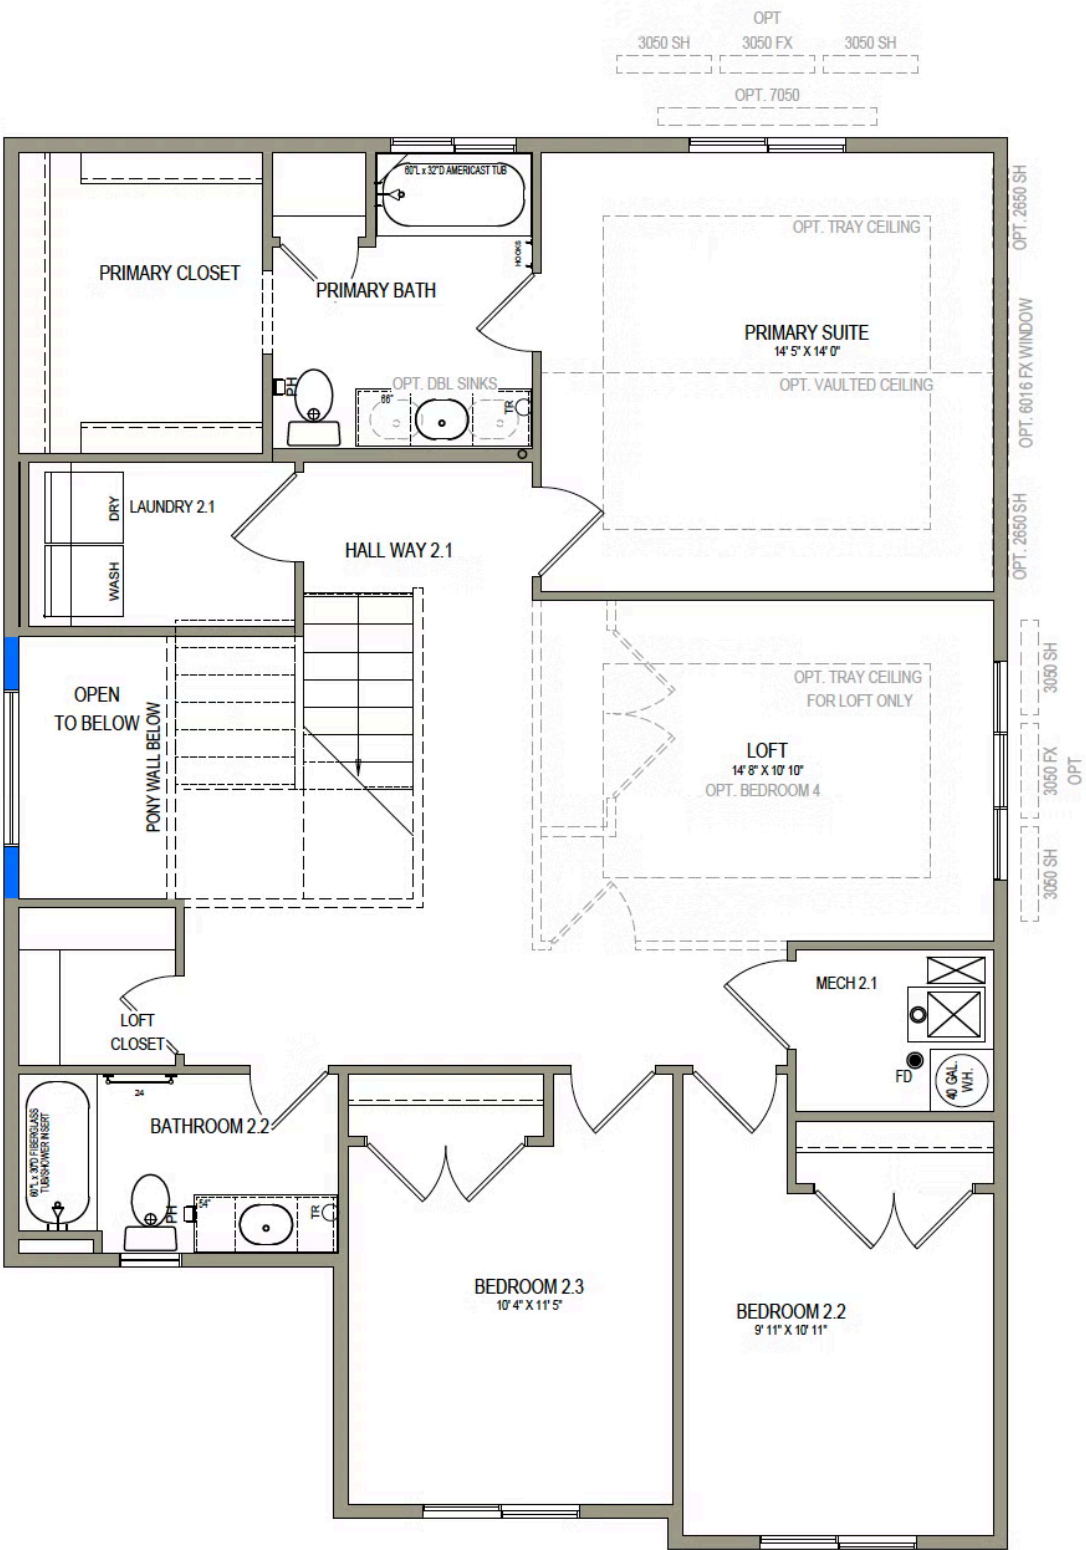 OPT
3050 SH
3050 FX
3050 SH
OPT. 7050
60"L x 32"D AMERICAST TUB
HOOKS
PRIMARY CLOSET
PRIMARY BATH
OPT. TRAY CEILING
PRIMARY SUITE
14' 5" X 14' 0"
OPT. VAULTED CEILING
OPT. 2650 SH
OPT. 6016 FX WINDOW
OPT. 2650 SH
PH
OPT. DBL SINKS
66"
TR
DRY
WASH
LAUNDRY 2.1
HALL WAY 2.1
OPEN
TO BELOW
PONY WALL BELOW
OPT. TRAY CEILING
FOR LOFT ONLY
LOFT
14' 8" X 10' 10"
OPT. BEDROOM 4
3050 SH
3050 FX
OPT
3050 SH
LOFT
CLOSET
MECH 2.1
FD
40 GAL.
W.H.
24
60"L x 30"D FIBERGLASS
TUB/SHOWER INSERT
BATHROOM 2.2
PH
54"
TR
BEDROOM 2.3
10' 4" X 11' 5"
BEDROOM 2.2
9' 11" X 10' 11"